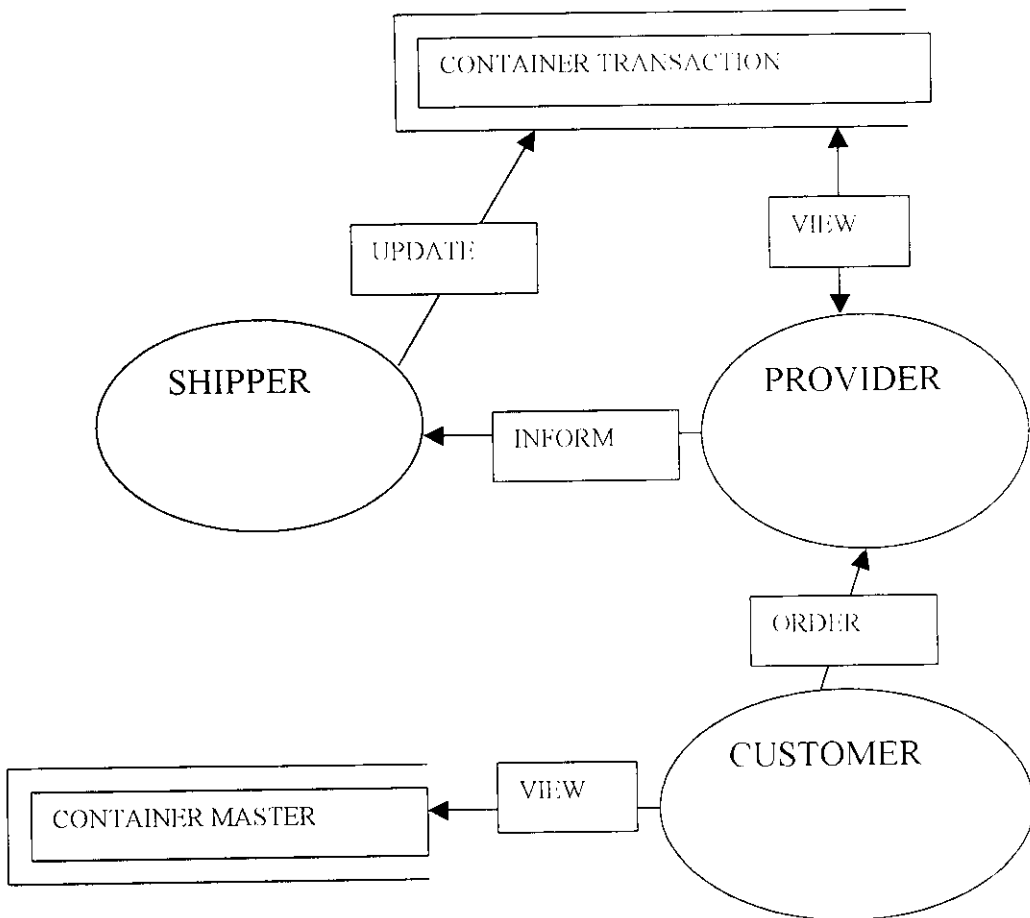 CONTAINER TRANSACTION
VIEW
UPDATE
SHIPPER
PROVIDER
INFORM
ORDER
CUSTOMER
VIEW
CONTAINER MASTER